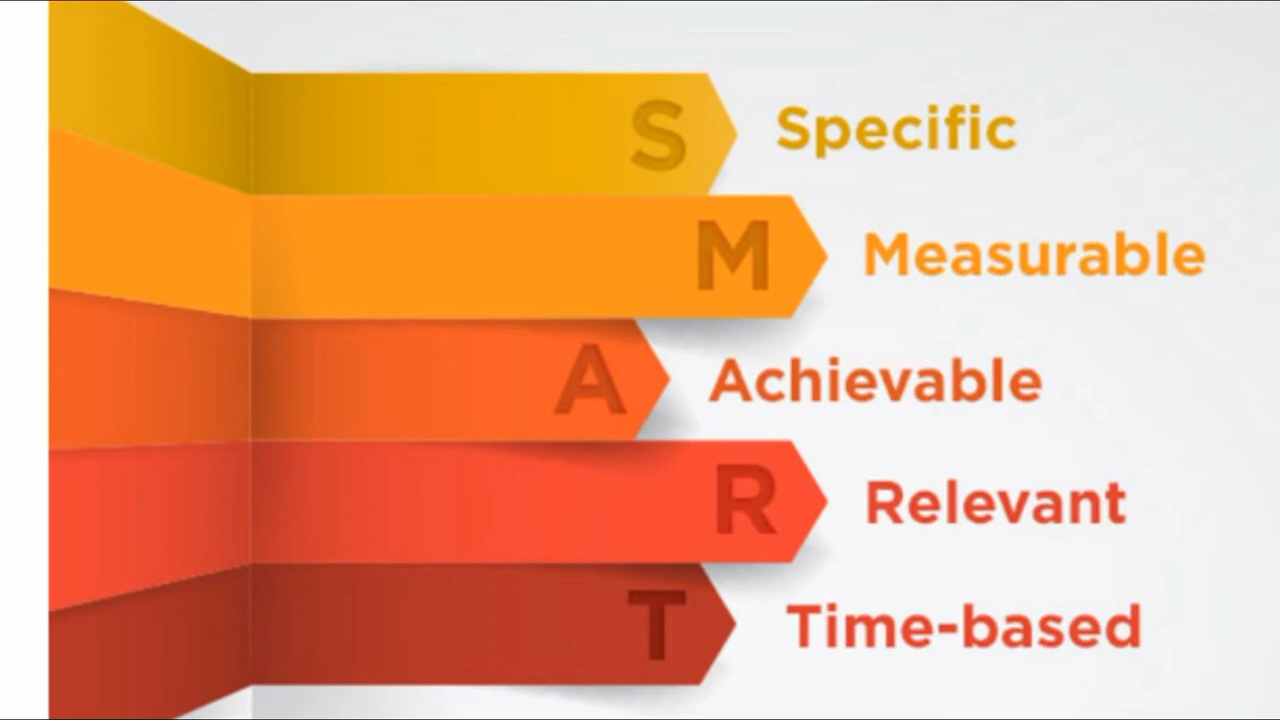 S Specific
M Measurable
A Achievable
R Relevant
T Time-based